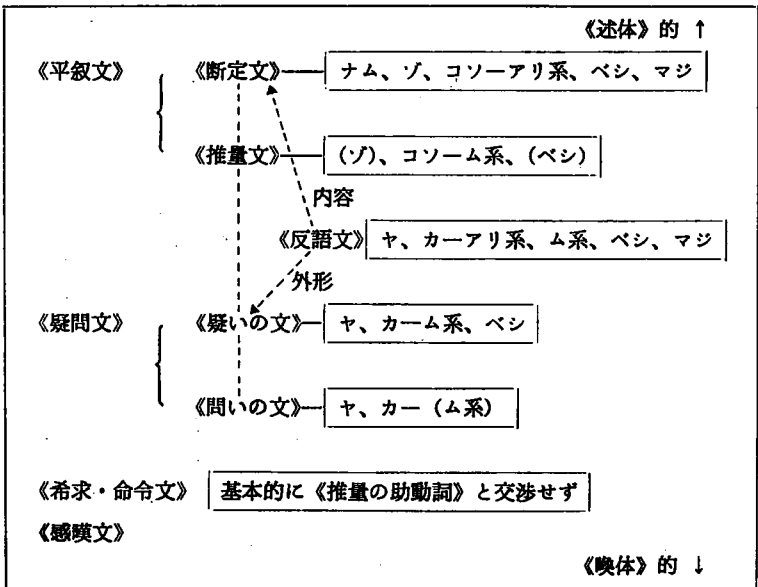 《述体》的 ↑
《平叙文》 《断定文》 ナム、ゾ、コソーアリ系、ベシ、マジ
《推量文》 (ゾ)、コソーム系、(ベシ)
内容
《反語文》 ヤ、カーアリ系、ム系、ベシ、マジ
外形
《疑問文》 《疑いの文》 ヤ、カーム系、ベシ
《問いの文》 ヤ、カー (ム系)
《希求・命令文》 基本的に《推量の助動詞》と交渉せず
《感嘆文》
《喚体》的 ↓